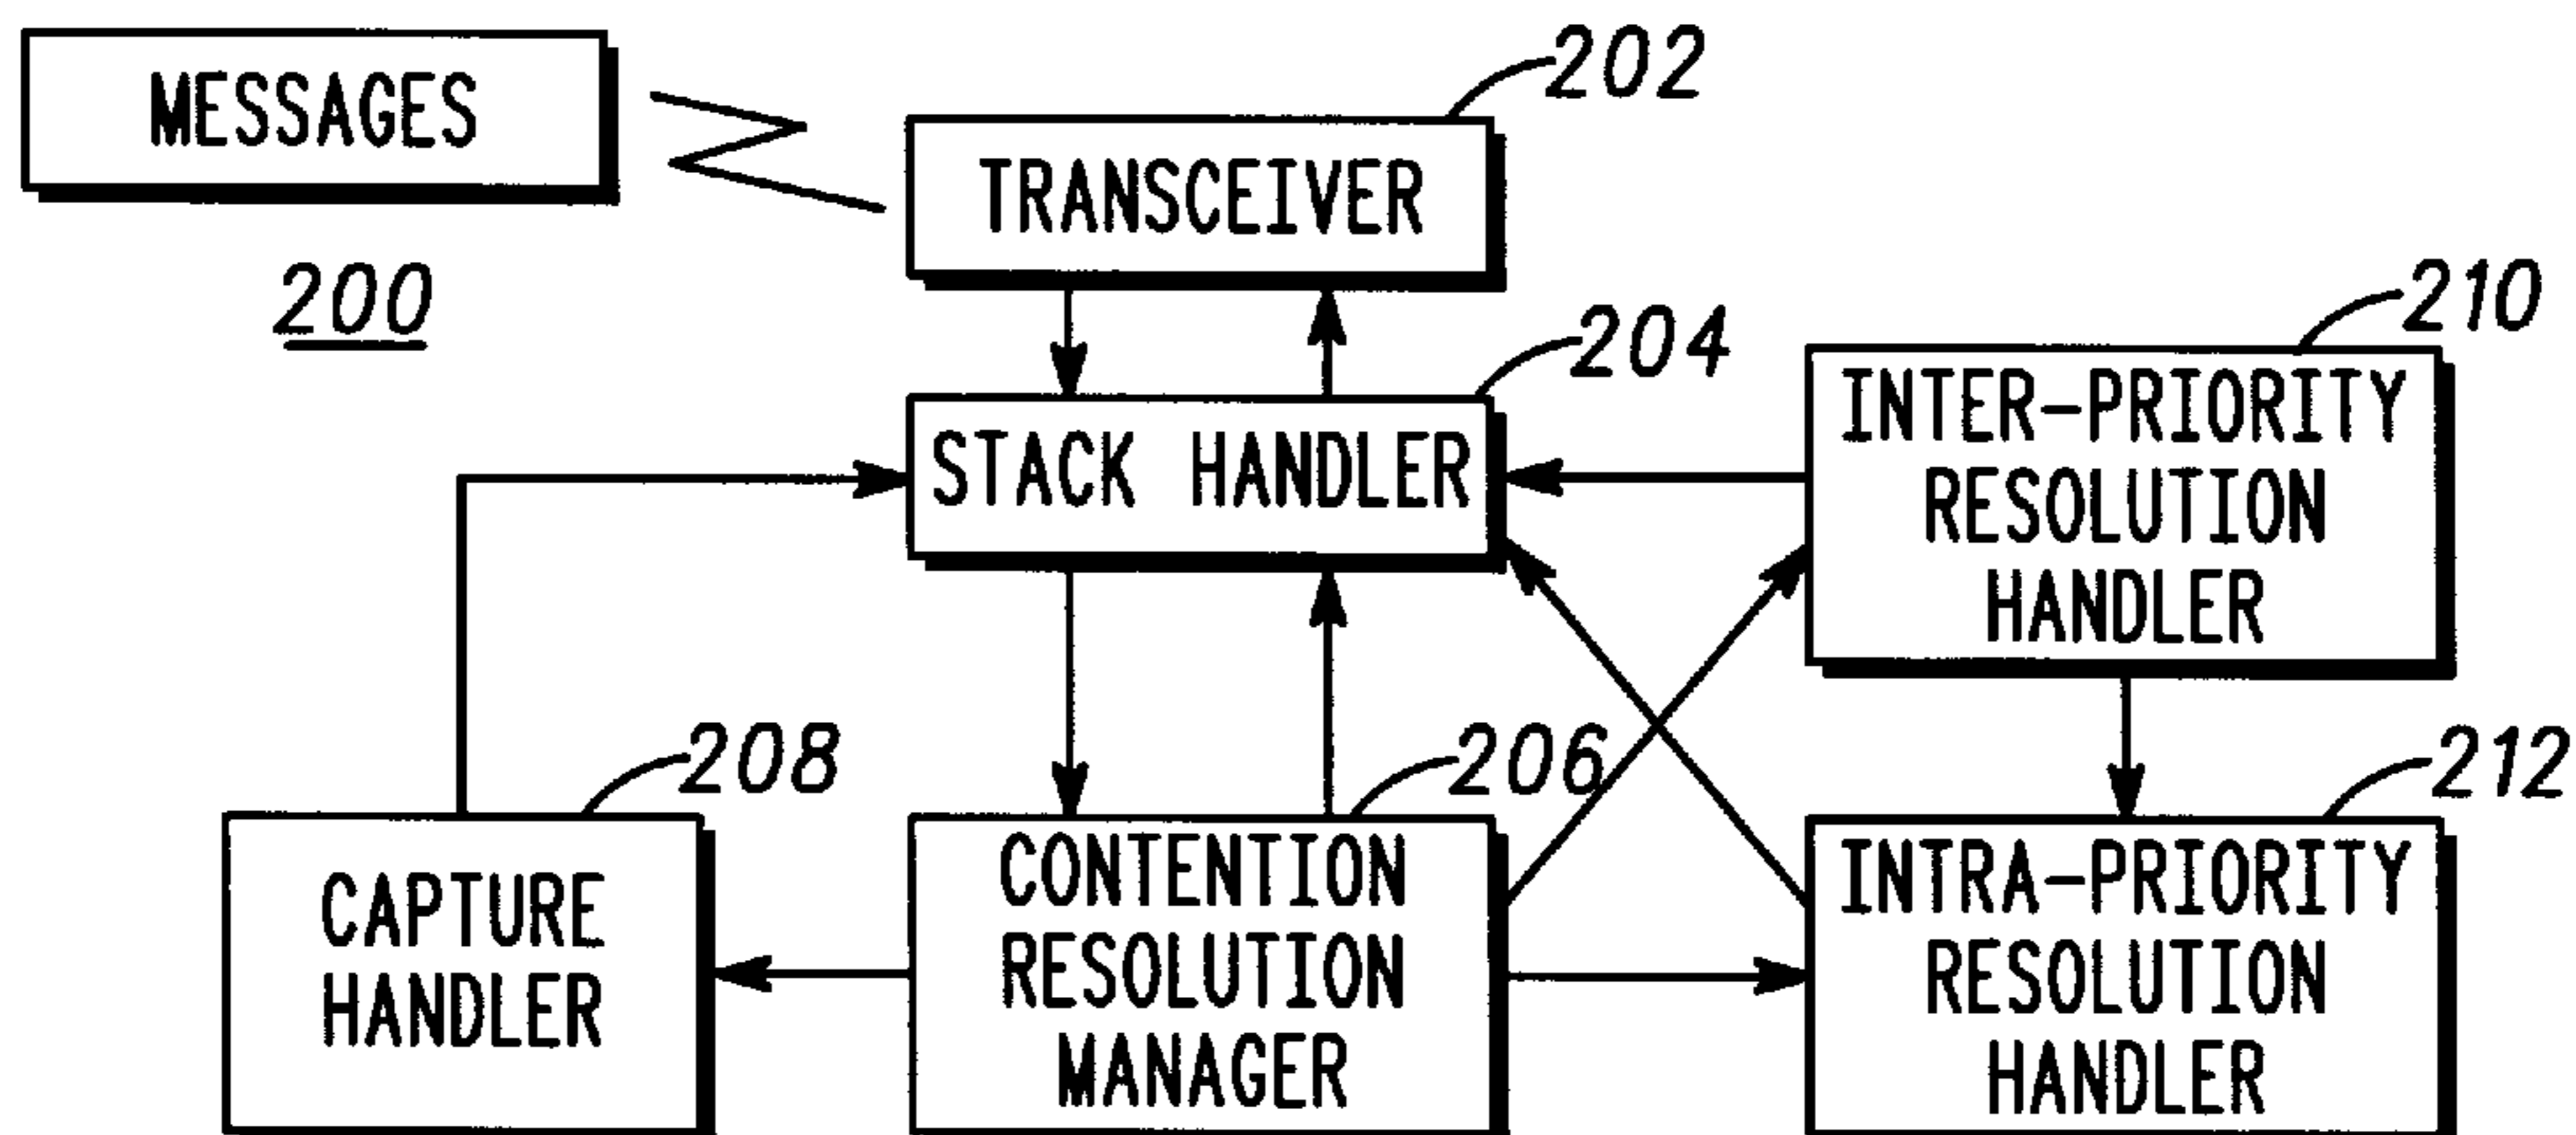 MESSAGES
202
TRANSCEIVER
200
204
210
STACK HANDLER
INTER-PRIORITY
RESOLUTION
HANDLER
208
206
212
CAPTURE
HANDLER
CONTENTION
RESOLUTION
MANAGER
INTRA-PRIORITY
RESOLUTION
HANDLER